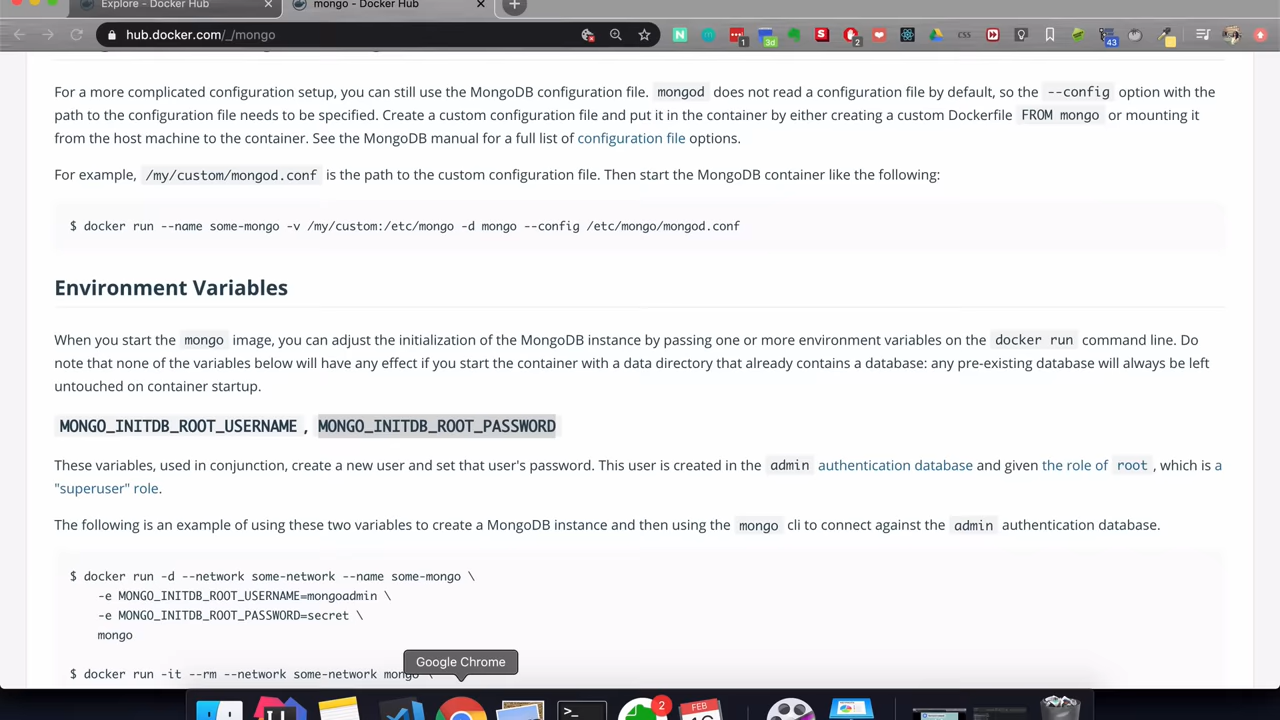 Explore - Docker Hub
mongo - Docker Hub
hub.docker.com/_/mongo
1
3d
2
CSS
43
For a more complicated configuration setup, you can still use the MongoDB configuration file. mongod does not read a configuration file by default, so the --config option with the
path to the configuration file needs to be specified. Create a custom configuration file and put it in the container by either creating a custom Dockerfile FROM mongo or mounting it
from the host machine to the container. See the MongoDB manual for a full list of configuration file options.
For example, /my/custom/mongod.conf is the path to the custom configuration file. Then start the MongoDB container like the following:
$ docker run --name some-mongo -v /my/custom:/etc/mongo -d mongo --config /etc/mongo/mongod.conf
Environment Variables
When you start the mongo image, you can adjust the initialization of the MongoDB instance by passing one or more environment variables on the docker run command line. Do
note that none of the variables below will have any effect if you start the container with a data directory that already contains a database: any pre-existing database will always be left
untouched on container startup.
MONGO_INITDB_ROOT_USERNAME , MONGO_INITDB_ROOT_PASSWORD
These variables, used in conjunction, create a new user and set that user's password. This user is created in the admin authentication database and given the role of root , which is a
"superuser" role.
The following is an example of using these two variables to create a MongoDB instance and then using the mongo cli to connect against the admin authentication database.
$ docker run -d --network some-network --name some-mongo \
-e MONGO_INITDB_ROOT_USERNAME=mongoadmin \
-e MONGO_INITDB_ROOT_PASSWORD=secret \
mongo
Google Chrome
$ docker run -it --rm --network some-network mongo \
2
FEB